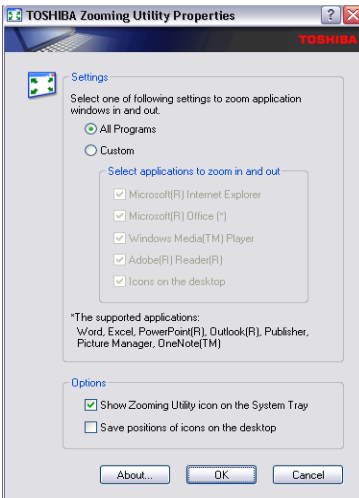 TOSHIBA Zooming Utility Properties
TOSHIBA
Settings
Select one of following settings to zoom application
windows in and out.
All Programs
Custom
Select applications to zoom in and out
Microsoft(R) Internet Explorer
Microsoft(R) Office (*)
Windows Media(TM) Player
Adobe(R) Reader(R)
Icons on the desktop
*The supported applications:
Word, Excel, PowerPoint(R), Outlook(R), Publisher,
Picture Manager, OneNote(TM)
Options
Show Zooming Utility icon on the System Tray
Save positions of icons on the desktop
About... OK Cancel